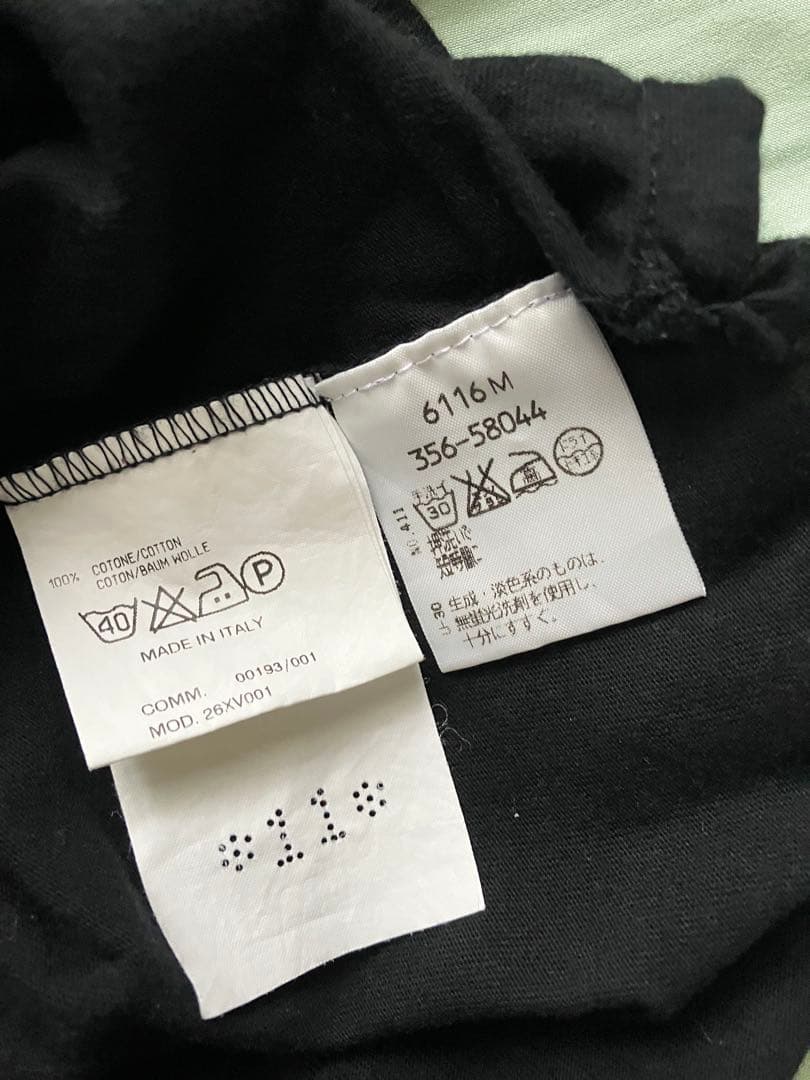 100% COTONE/COTTON
COTON/BAUM WOLLE
40
P
MADE IN ITALY
COMM. 00193/001
MOD. 26XV001
*11*
6116M
356-58044
30
生成・淡色系のものは、
無蛍光洗剤を使用し、
十分にすすぐ。